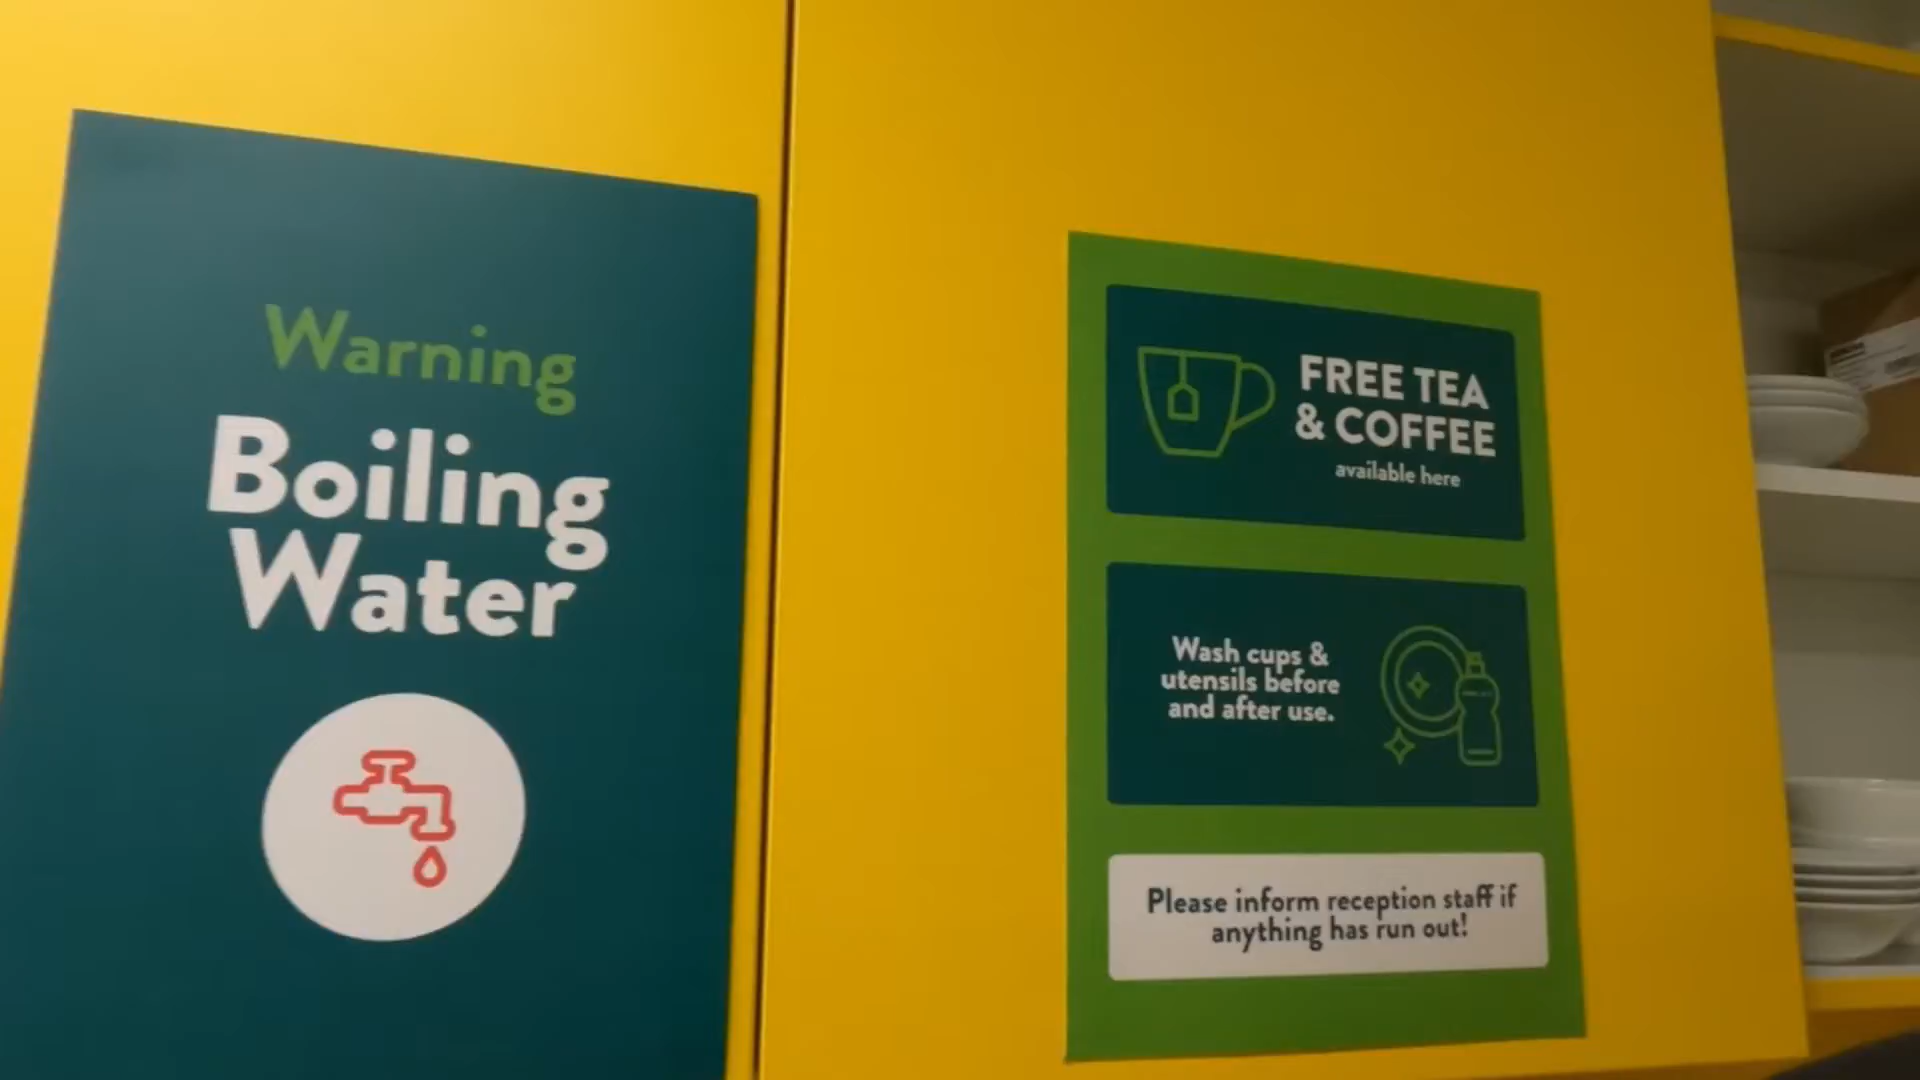 Warning
Boiling
Water
FREE TEA
& COFFEE
available here
Wash cups &
utensils before
and after use.
Please inform reception staff if
anything has run out!